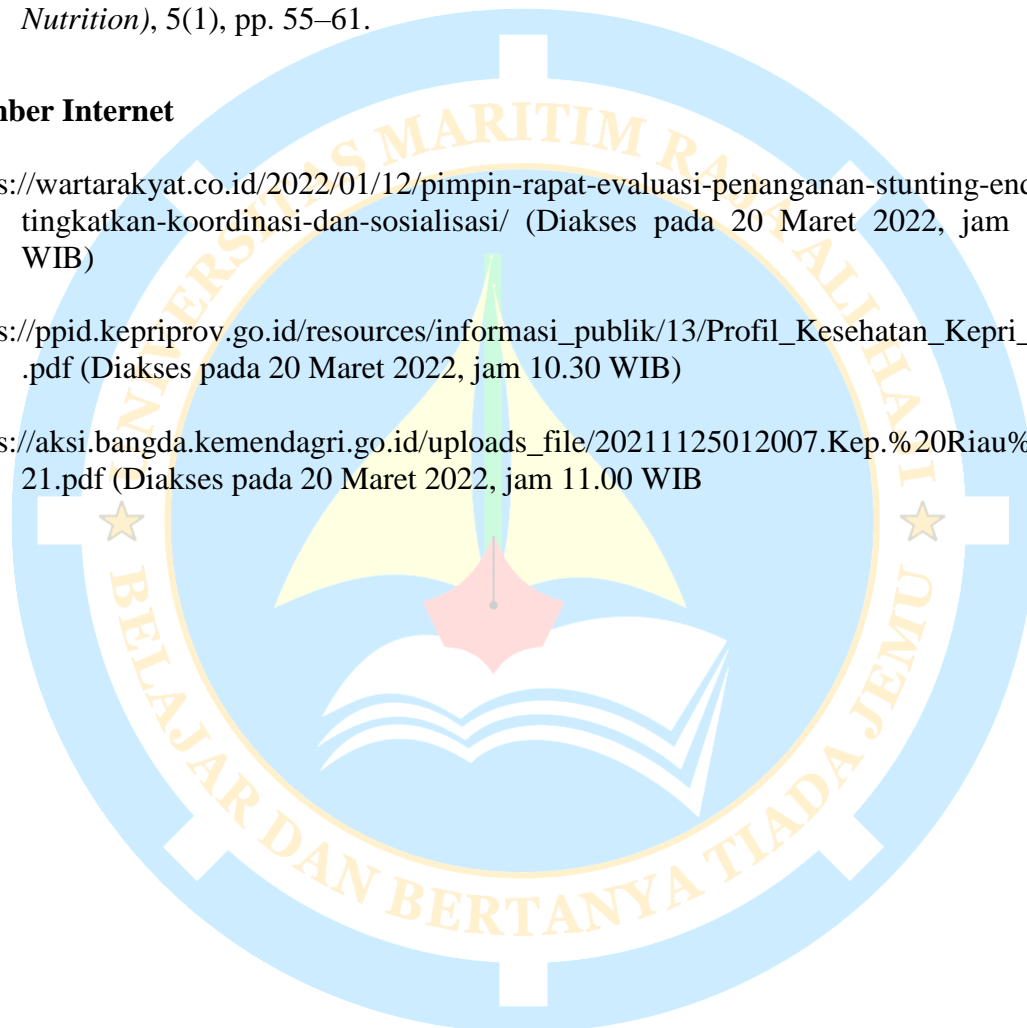 Nutrition), 5(1), pp. 55–61.
mber Internet
s://wartarakyat.co.id/2022/01/12/pimpin-rapat-evaluasi-penanganan-stunting-end
tingkatkan-koordinasi-dan-sosialisasi/ (Diakses pada 20 Maret 2022, jam
WIB)
s://ppid.kepriprov.go.id/resources/informasi_publik/13/Profil_Kesehatan_Kepri_
.pdf (Diakses pada 20 Maret 2022, jam 10.30 WIB)
s://aksi.bangda.kemendagri.go.id/uploads_file/20211125012007.Kep.%20Riau%
21.pdf (Diakses pada 20 Maret 2022, jam 11.00 WIB
UNIVERSITAS MARITIM RAJA ALI HAJI
BELAJAR DAN BERTANYA TIADA JEMU